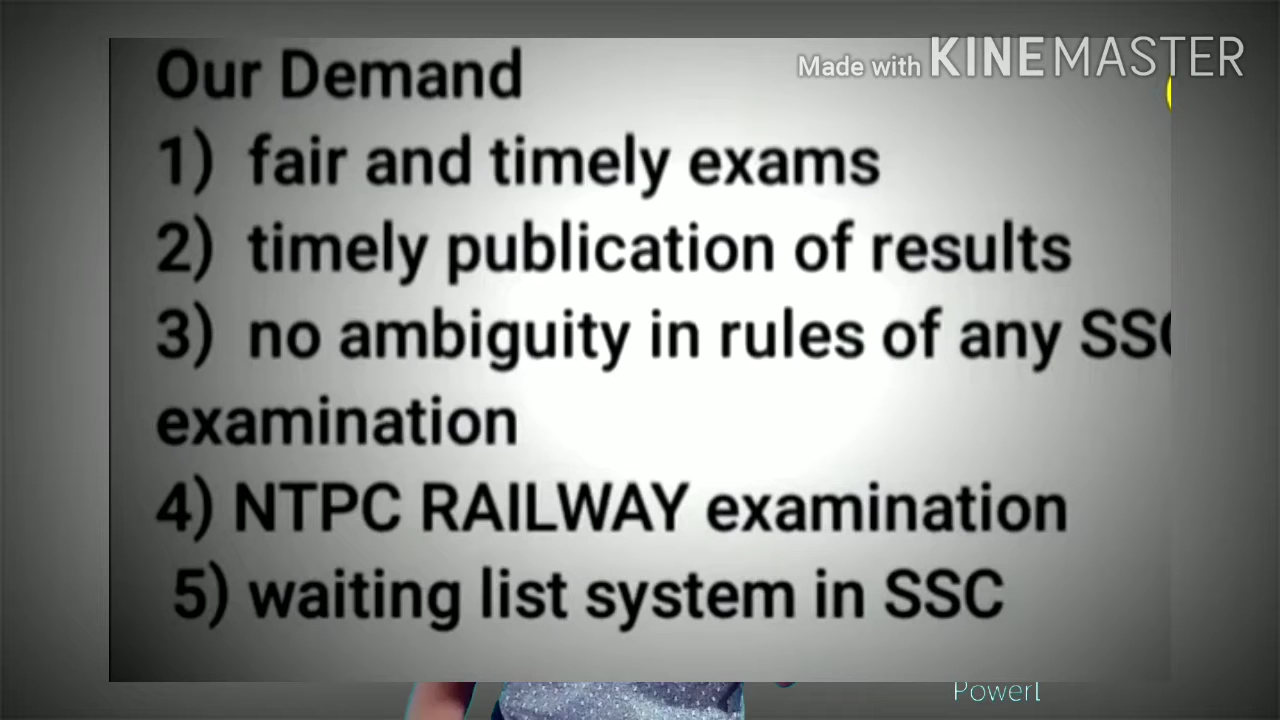 Made with KINEMASTER
Our Demand
1) fair and timely exams
2) timely publication of results
3) no ambiguity in rules of any SSC
examination
4) NTPC RAILWAY examination
5) waiting list system in SSC